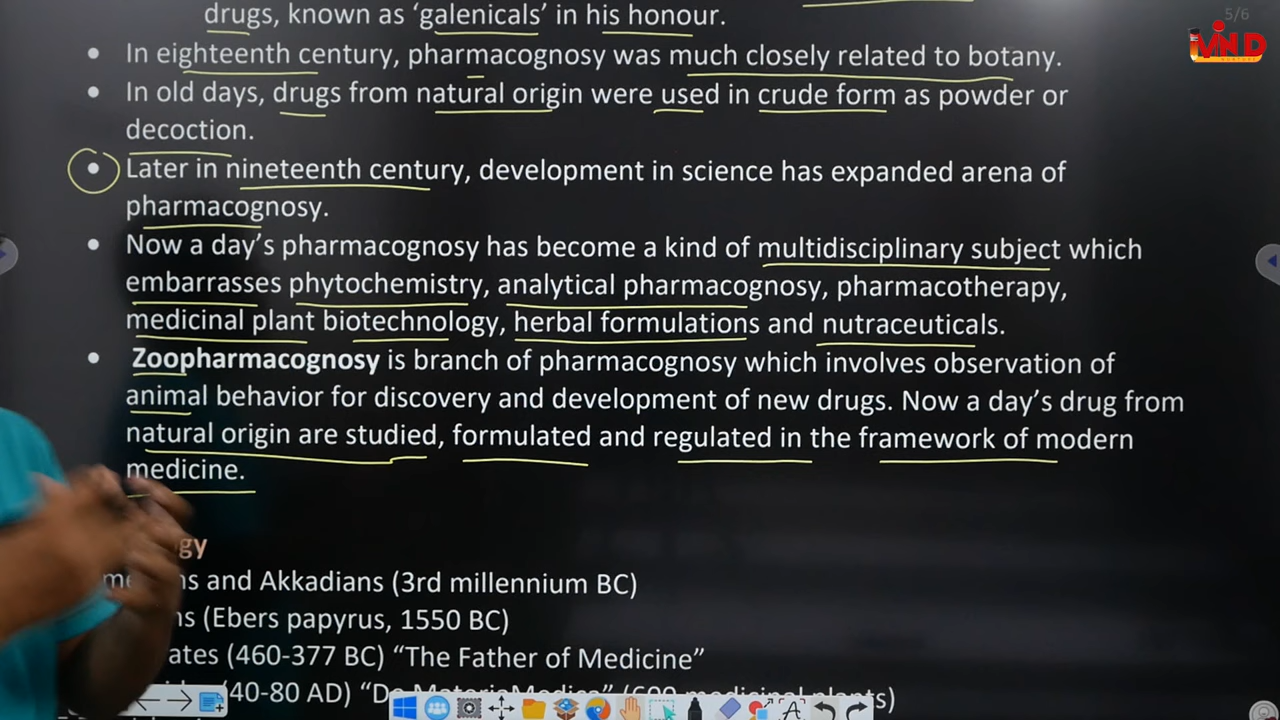 drugs, known as ‘galenicals’ in his honour.
5/6
MIND
• In eighteenth century, pharmacognosy was much closely related to botany.
• In old days, drugs from natural origin were used in crude form as powder or
decoction.
• Later in nineteenth century, development in science has expanded arena of
pharmacognosy.
• Now a day’s pharmacognosy has become a kind of multidisciplinary subject which
embarrasses phytochemistry, analytical pharmacognosy, pharmacotherapy,
medicinal plant biotechnology, herbal formulations and nutraceuticals.
• Zoopharmacognosy is branch of pharmacognosy which involves observation of
animal behavior for discovery and development of new drugs. Now a day’s drug from
natural origin are studied, formulated and regulated in the framework of modern
medicine.
gy
and Akkadians (3rd millennium BC)
(Ebers papyrus, 1550 BC)
ates (460-377 BC) “The Father of Medicine”
(40-80 AD) “De MateriaMedica” (600 medicinal plants)